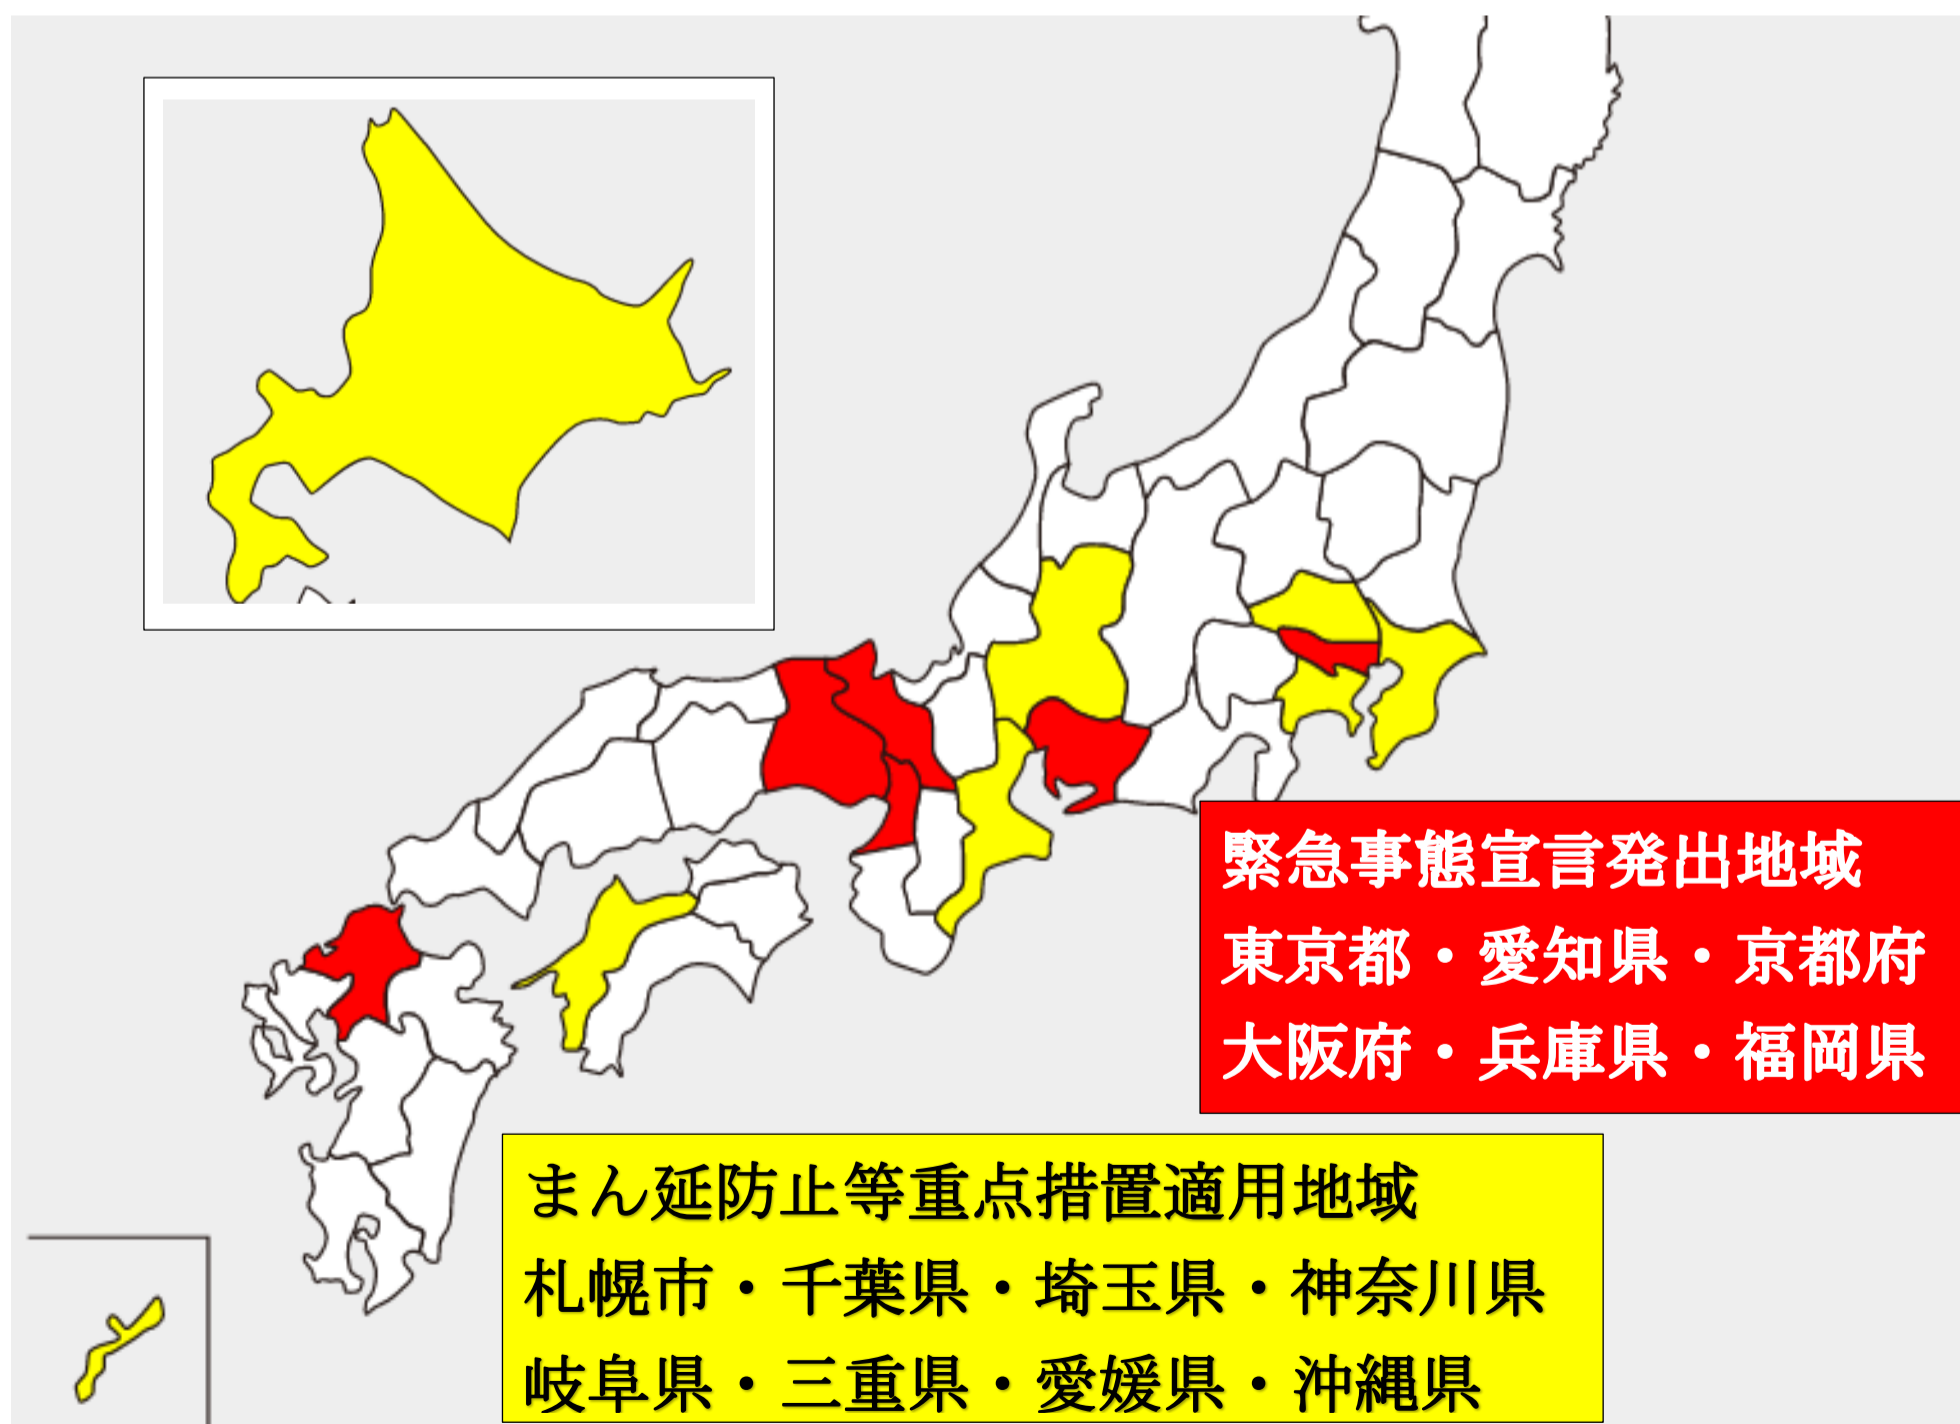 緊急事態宣言発出地域
東京都・愛知県・京都府
大阪府・兵庫県・福岡県
まん延防止等重点措置適用地域
札幌市・千葉県・埼玉県・神奈川県
岐阜県・三重県・愛媛県・沖縄県